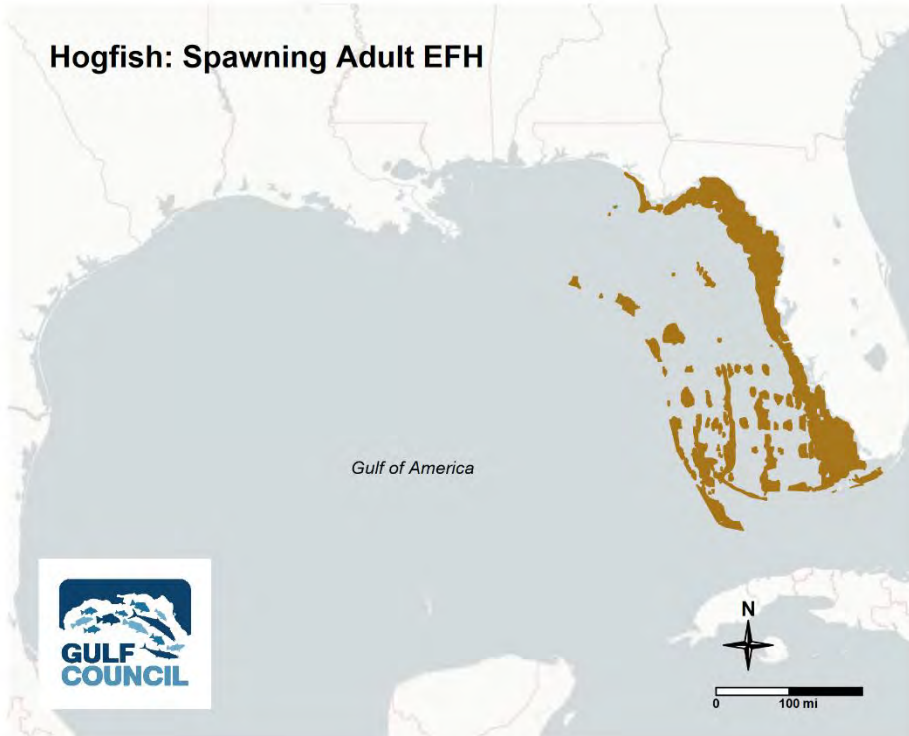 Hogfish: Spawning Adult EFH
Gulf of America
GULF
COUNCIL
N
0 100 mi